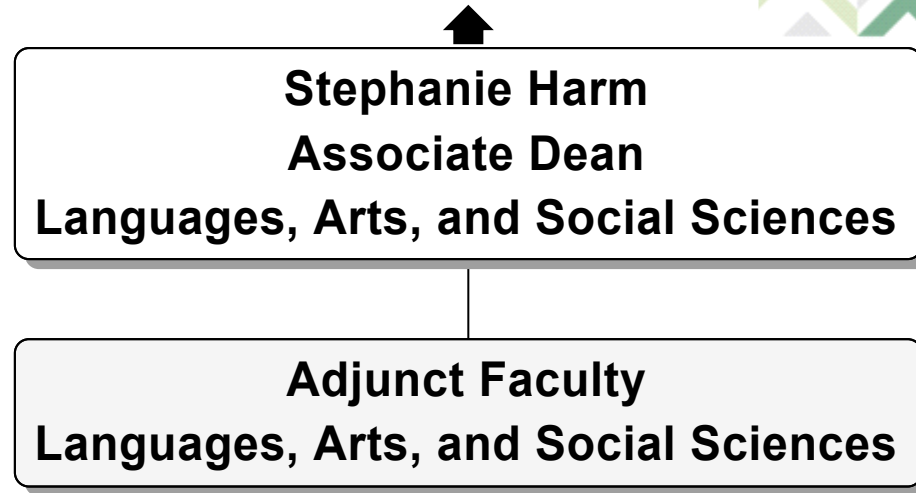 Stephanie Harm
Associate Dean
Languages, Arts, and Social Sciences
Adjunct Faculty
Languages, Arts, and Social Sciences